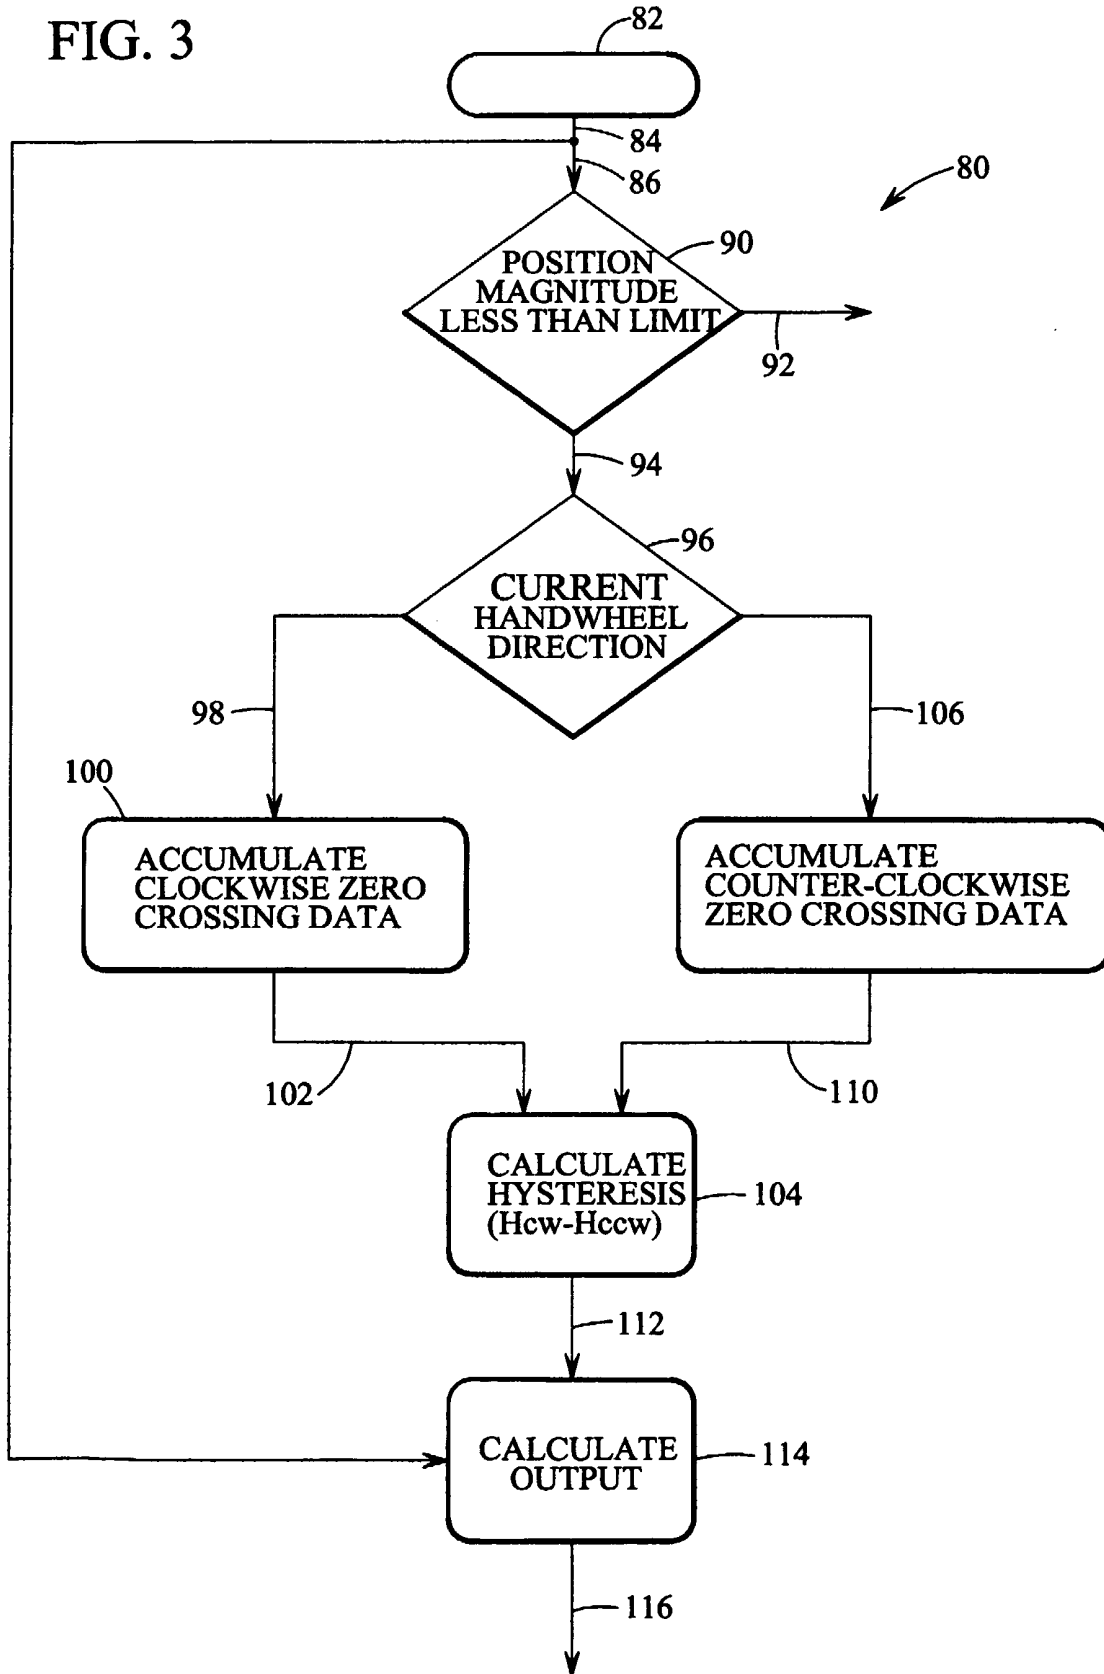 FIG. 3
82
84
86
80
90
POSITION
MAGNITUDE
LESS THAN LIMIT
92
94
96
CURRENT
HANDWHEEL
DIRECTION
98
106
100
ACCUMULATE
CLOCKWISE ZERO
CROSSING DATA
ACCUMULATE
COUNTER-CLOCKWISE
ZERO CROSSING DATA
102
110
CALCULATE
HYSTERESIS
(Hcw-Hccw)
104
112
CALCULATE
OUTPUT
114
116